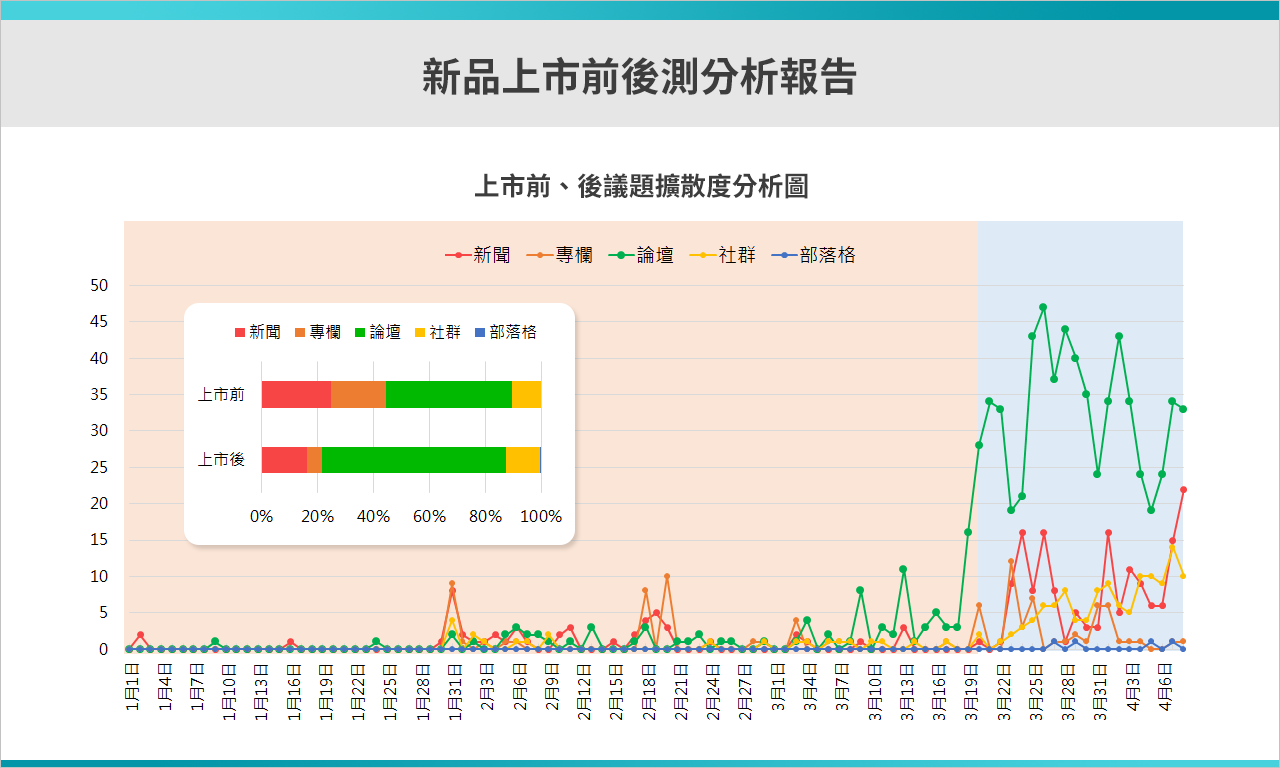 新品上市前後測分析報告
上市前、後議題擴散度分析圖
新聞 專欄 論壇 社群 部落格
50
45
40
35
30
25
20
15
10
5
0
新聞 專欄 論壇 社群 部落格
上市前
上市後
0% 20% 40% 60% 80% 100%
1月1日 1月4日 1月7日 1月10日 1月13日 1月16日 1月19日 1月22日 1月25日 1月28日 1月31日 2月3日 2月6日 2月9日 2月12日 2月15日 2月18日 2月21日 2月24日 2月27日 3月1日 3月4日 3月7日 3月10日 3月13日 3月16日 3月19日 3月22日 3月25日 3月28日 3月31日 4月3日 4月6日